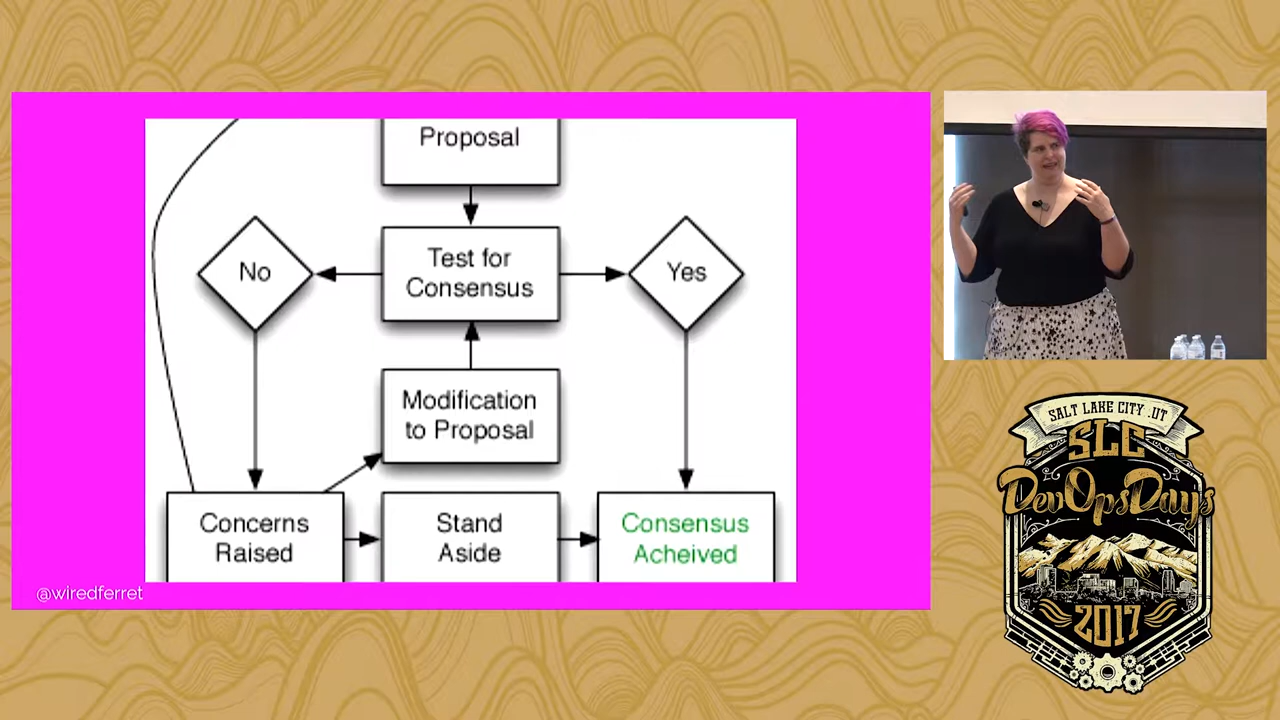 Proposal
No
Test for
Consensus
Yes
Modification
to Proposal
Concerns
Raised
Stand
Aside
Consensus
Acheived
@wiredferret
SALT LAKE CITY .UT
SLC
DevOpsDays
2017